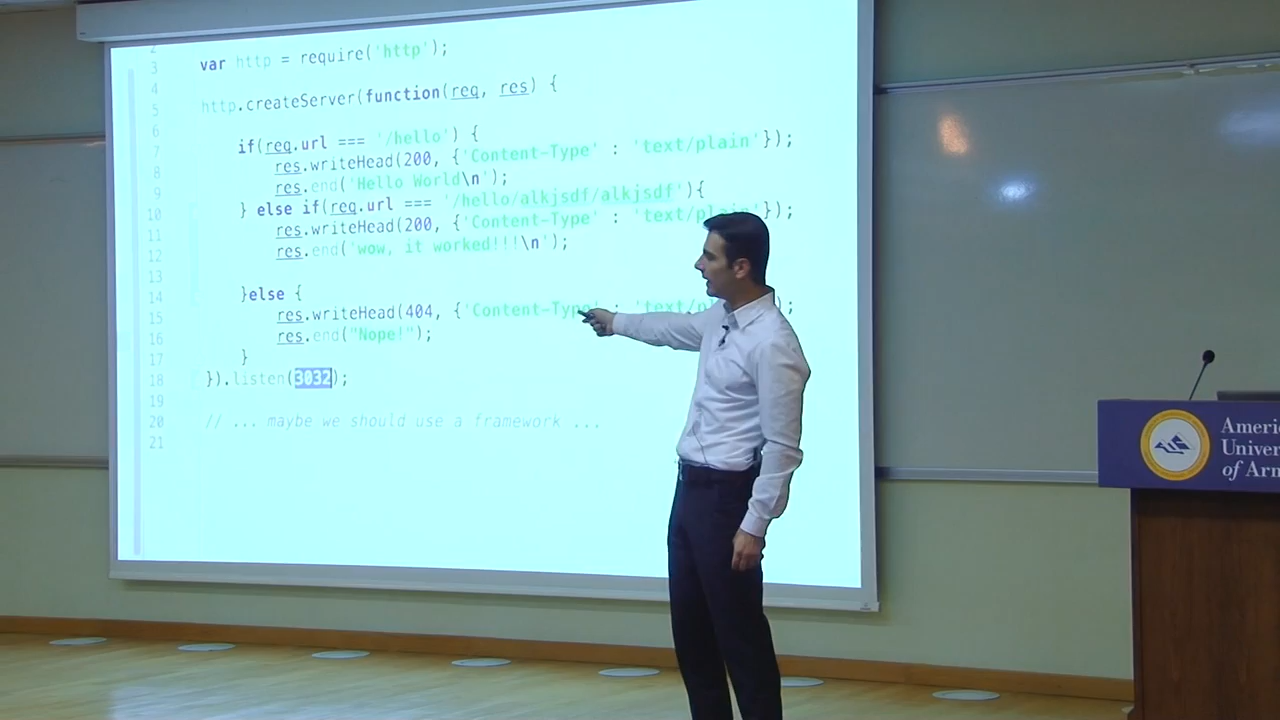 2
3 var http = require('http');
4
5 http.createServer(function(req, res) {
6
7 if(req.url === '/hello') {
8 res.writeHead(200, {'Content-Type' : 'text/plain'});
9 res.end('Hello World\n');
10 } else if(req.url === '/hello/alkjsdf/alkjsdf'){
11 res.writeHead(200, {'Content-Type' : 'text/plain'});
12 res.end('wow, it worked!!!\n');
13
14 }else {
15 res.writeHead(404, {'Content-Type' : 'text/pl );
16 res.end("Nope!");
17 }
18 }).listen(3032);
19
20 // ... maybe we should use a framework ...
21
Americ
Univer
of Arm